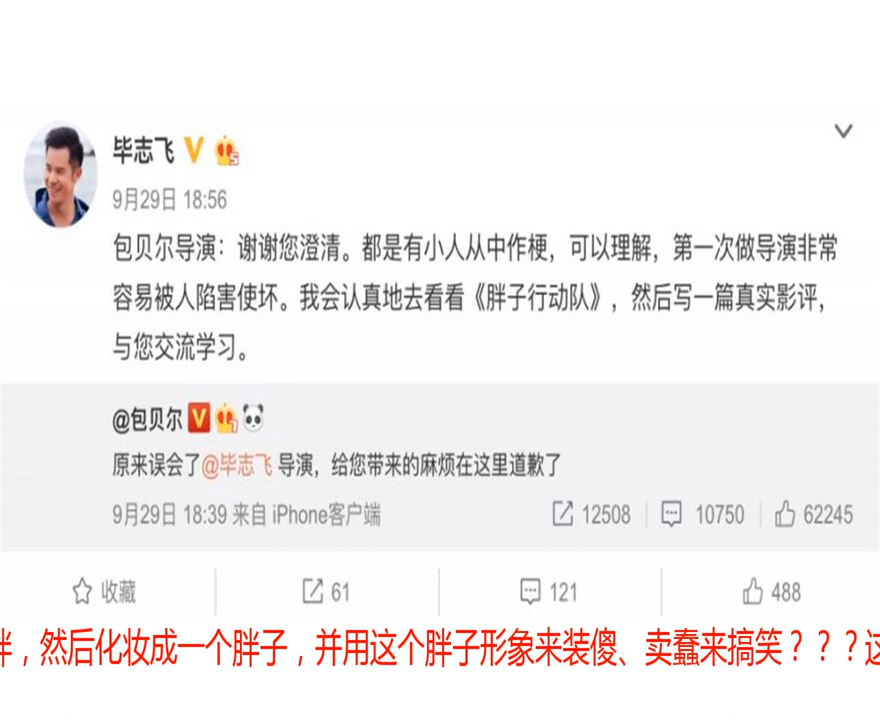 毕志飞
9月29日 18:56
包贝尔导演：谢谢您澄清。都是有小人从中作梗，可以理解，第一次做导演非常
容易被人陷害使坏。我会认真地去看看《胖子行动队》，然后写一篇真实影评，
与您交流学习。
@包贝尔
原来误会了@毕志飞 导演，给您带来的麻烦在这里道歉了
9月29日 18:39 来自 iPhone客户端 12508 10750 62245
收藏 61 121 488
胖，然后化妆成一个胖子，并用这个胖子形象来装傻、卖蠢来搞笑？？？这